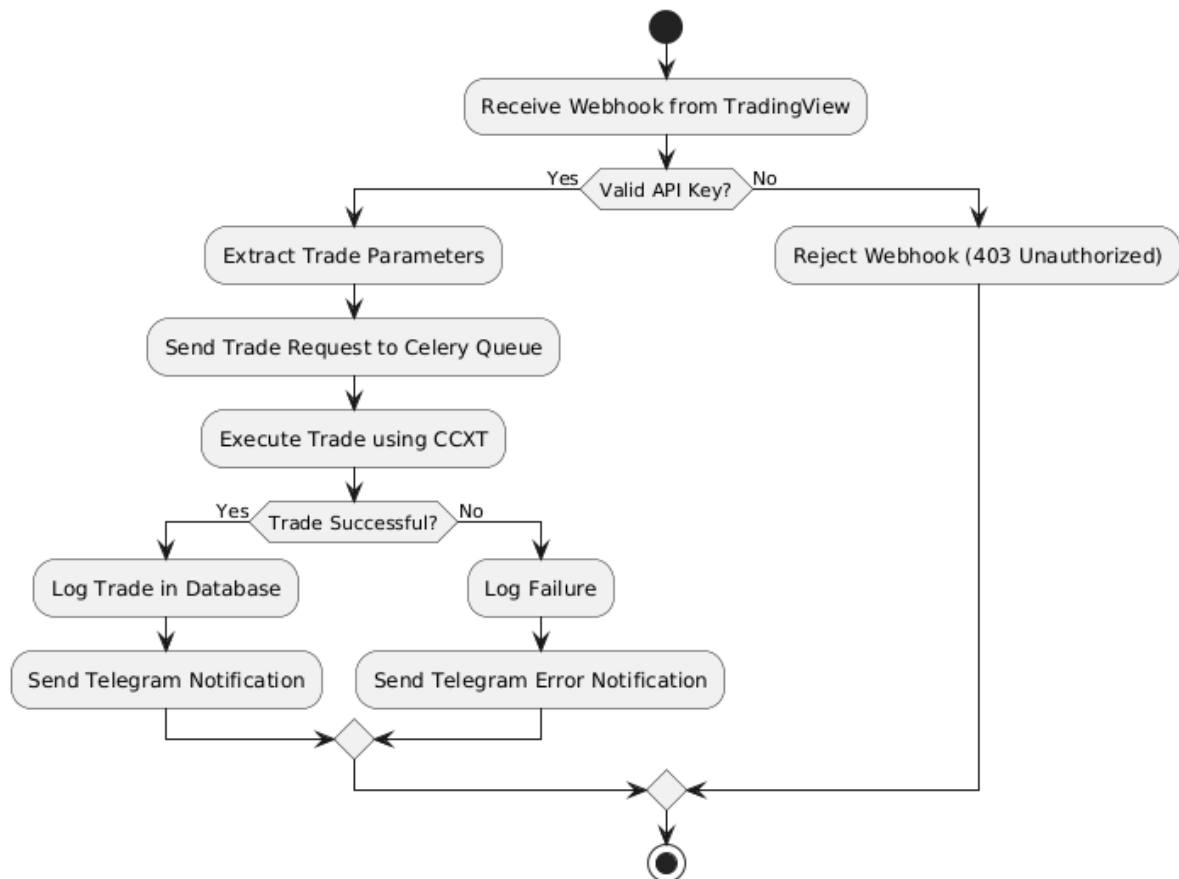 Receive Webhook from TradingView
Yes
Valid API Key?
No
Extract Trade Parameters
Reject Webhook (403 Unauthorized)
Send Trade Request to Celery Queue
Execute Trade using CCXT
Yes
Trade Successful?
No
Log Trade in Database
Log Failure
Send Telegram Notification
Send Telegram Error Notification